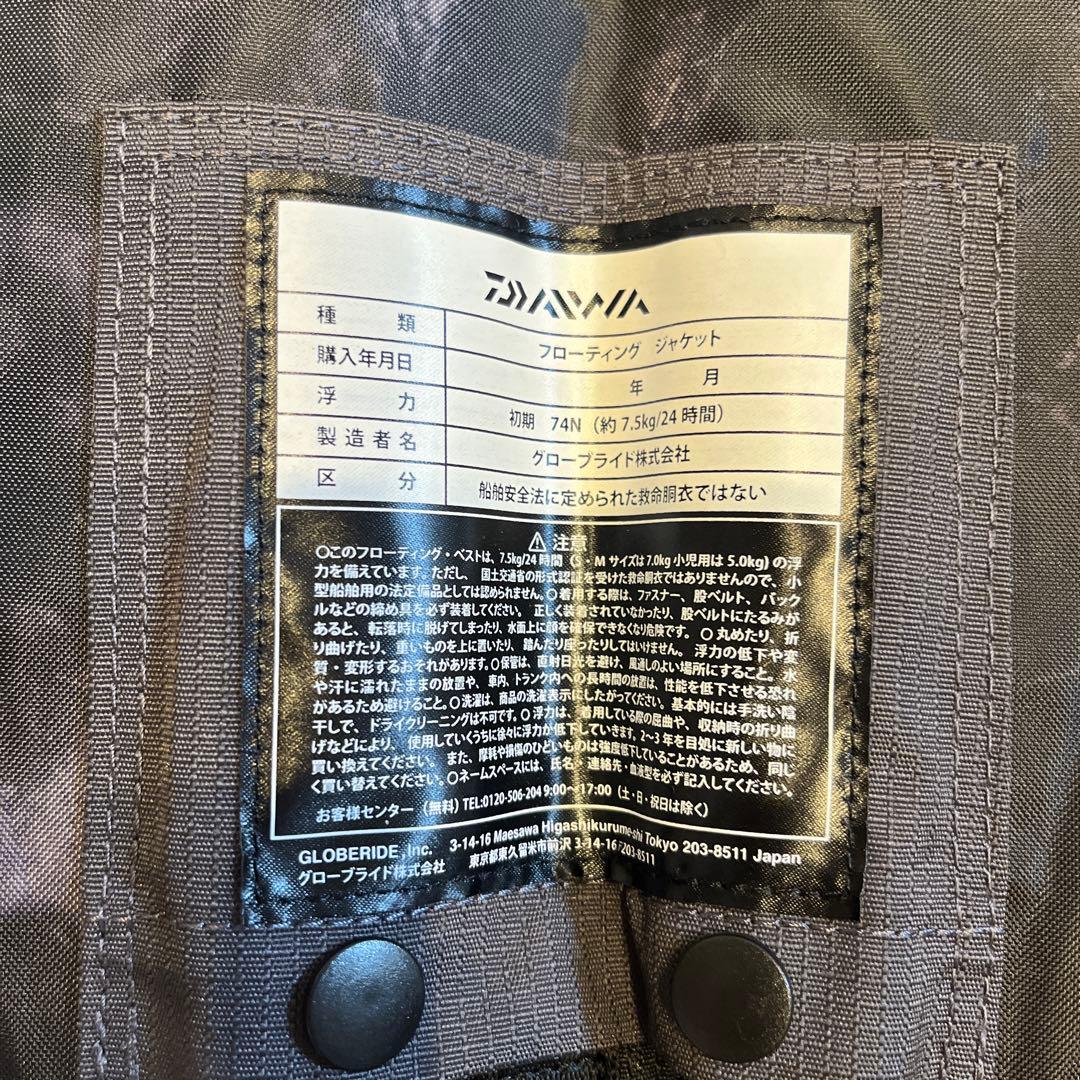 DAIWA
種類 フローティング ジャケット
購入年月日 年 月
浮力 初期 74N（約7.5kg/24時間）
製造者名 グローブライド株式会社
区分 船舶安全法に定められた救命胴衣ではない
⚠ 注意
○このフローティング・ベストは、7.5kg/24時間（S・Mサイズは7.0kg 小児用は5.0kg）の浮
力を備えています。ただし、国土交通省の形式認証を受けた救命胴衣ではありませんので、小
型船舶用の法定備品としては認められません。○着用する際は、ファスナー、股ベルト、バック
ルなどの締め具を必ず装着してください。正しく装着されていなかったり、股ベルトにたるみが
あると、転落時に脱げてしまったり、水面上に顔を確保できなくなり危険です。○丸めたり、折
り曲げたり、重いものを上に置いたり、踏んだり座ったりしてはいけません。浮力の低下や変
質・変形するおそれがあります。○保管は、直射日光を避け、風通しのよい場所にすること。水
や汗に濡れたままの放置や、車内、トランク内への長時間の放置は、性能を低下させる恐れ
があるため避けること。○洗濯は、商品の洗濯表示にしたがってください。基本的には手洗い陰
干しで、ドライクリーニングは不可です。○浮力は、着用している際の屈曲や、収納時の折り曲
げなどにより、使用していくうちに徐々に浮力が低下していきます。2〜3年を目処に新しい物に
買い換えてください。また、摩耗や損傷のひどいものは強度低下していることがあるため、同じ
く買い替えてください。○ネームスペースには、氏名・連絡先・血液型を必ず記入してください。
お客様センター（無料）TEL:0120-506-204 9:00〜17:00（土・日・祝日は除く）
GLOBERIDE, Inc. 3-14-16 Maesawa Higashikurume-shi Tokyo 203-8511 Japan
グローブライド株式会社 東京都東久留米市前沢 3-14-16 〒203-8511